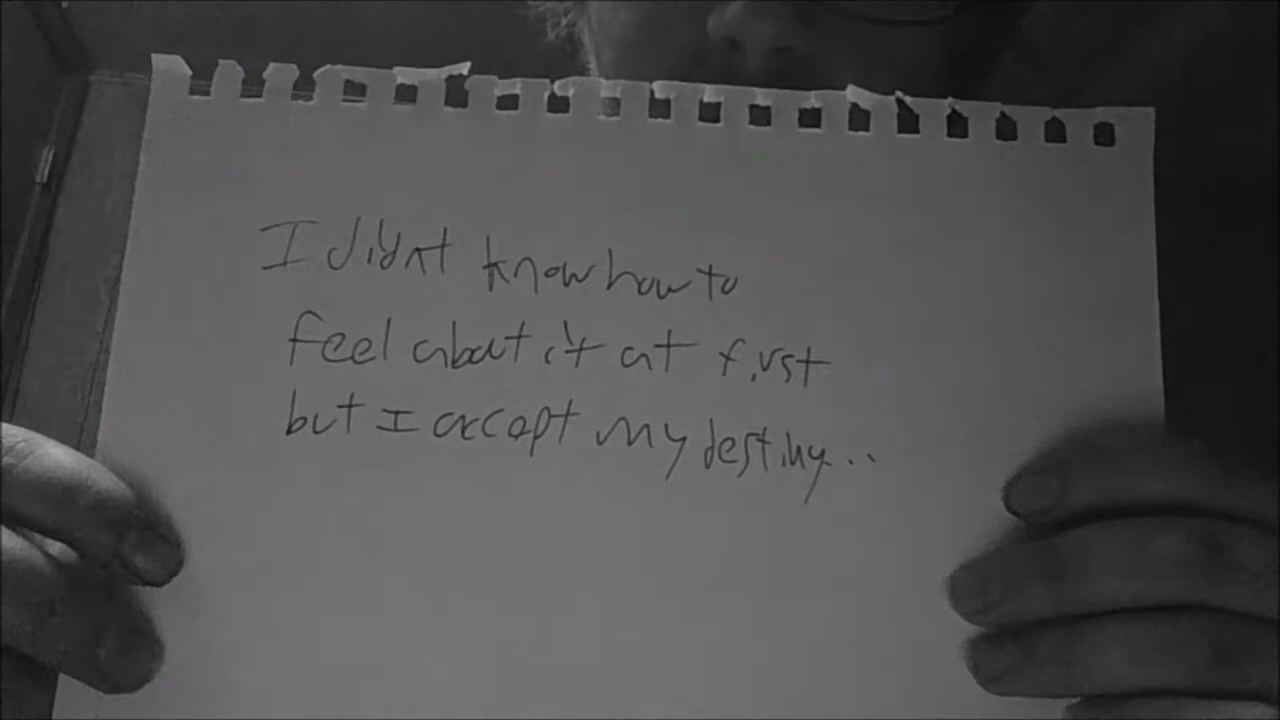 I didnt know how to
feel about it at first
but I accept my destiny...